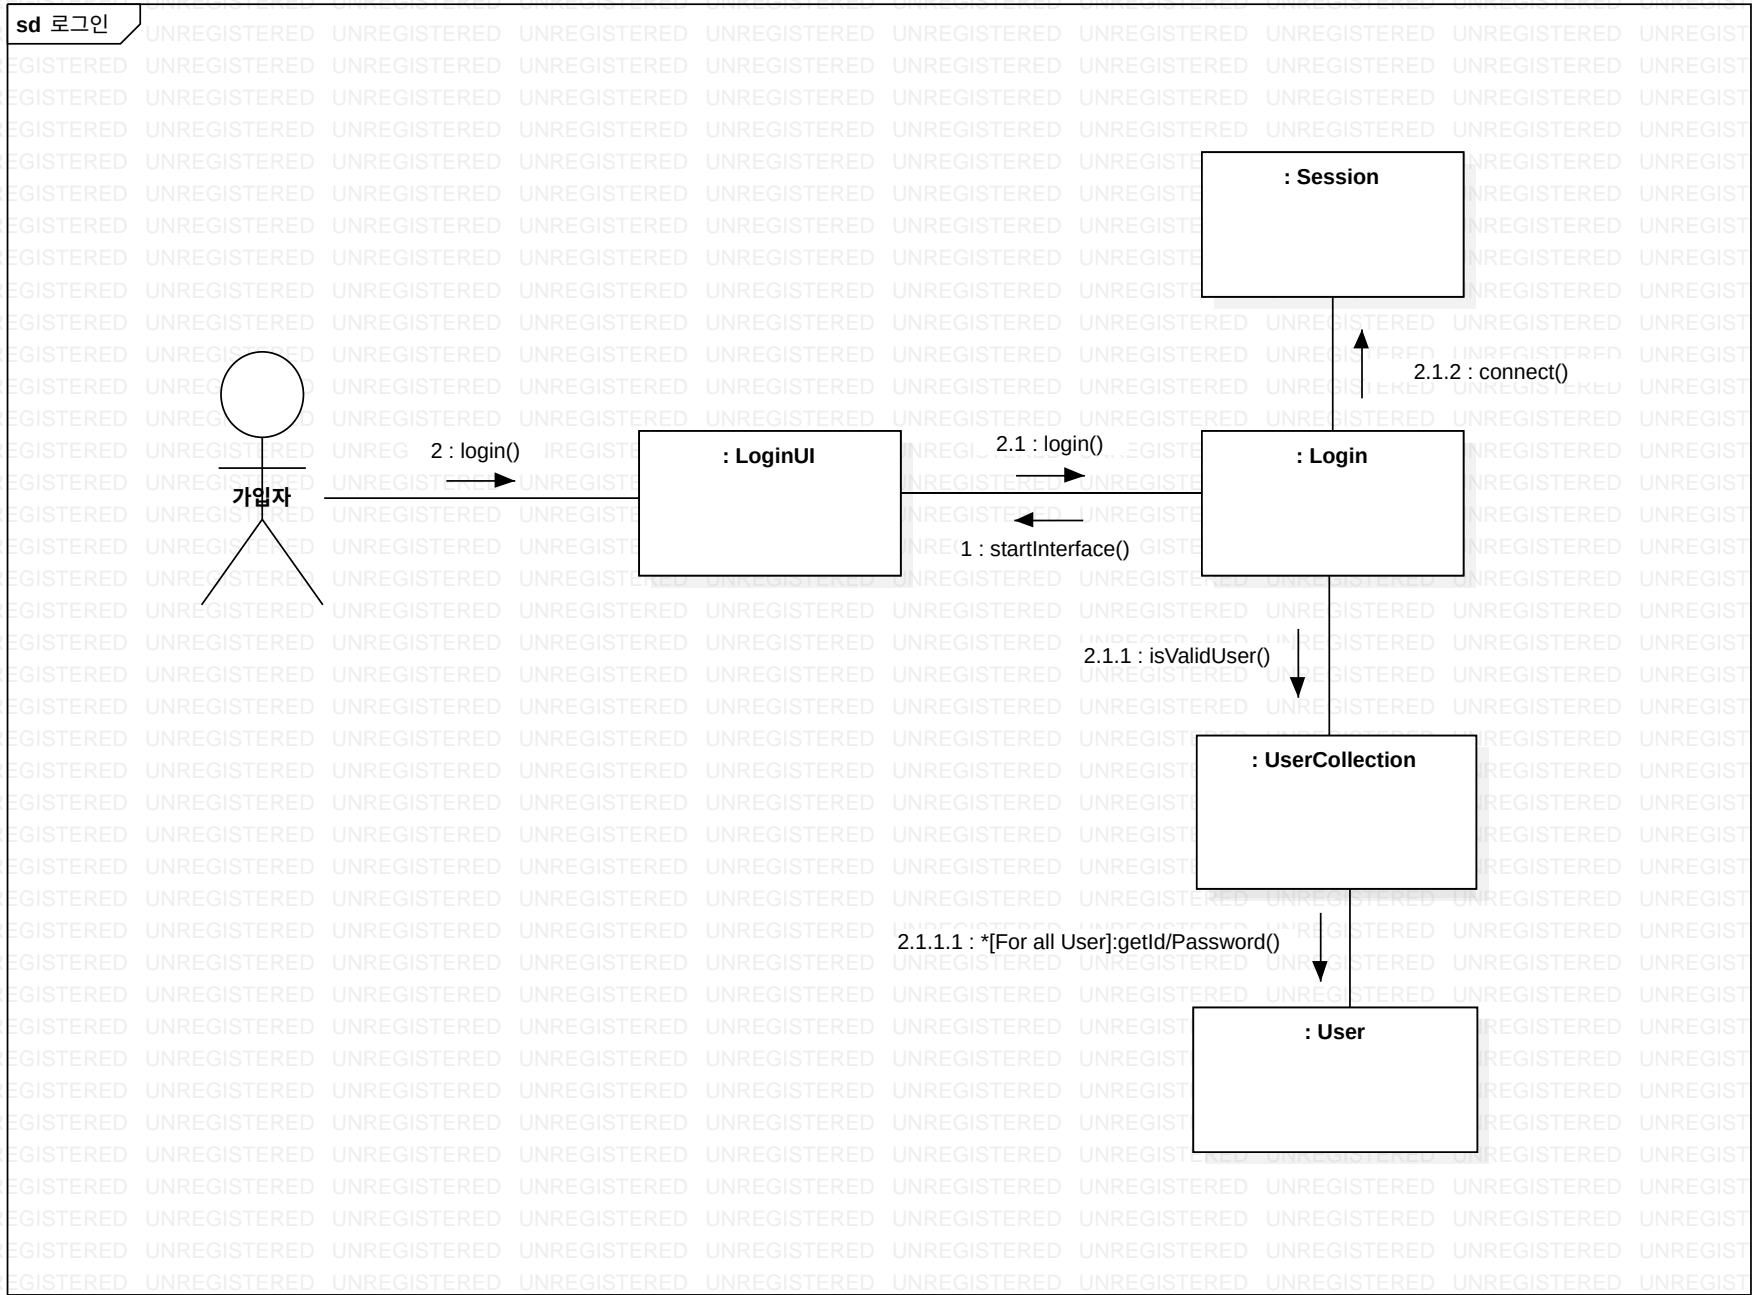 sd 로그인
: Session
2.1.2 : connect()
가입자
2 : login()
: LoginUI
2.1 : login()
1 : startInterface()
: Login
2.1.1 : isValidUser()
: UserCollection
2.1.1.1 : *[For all User]:getId/Password()
: User
UNREGISTERED